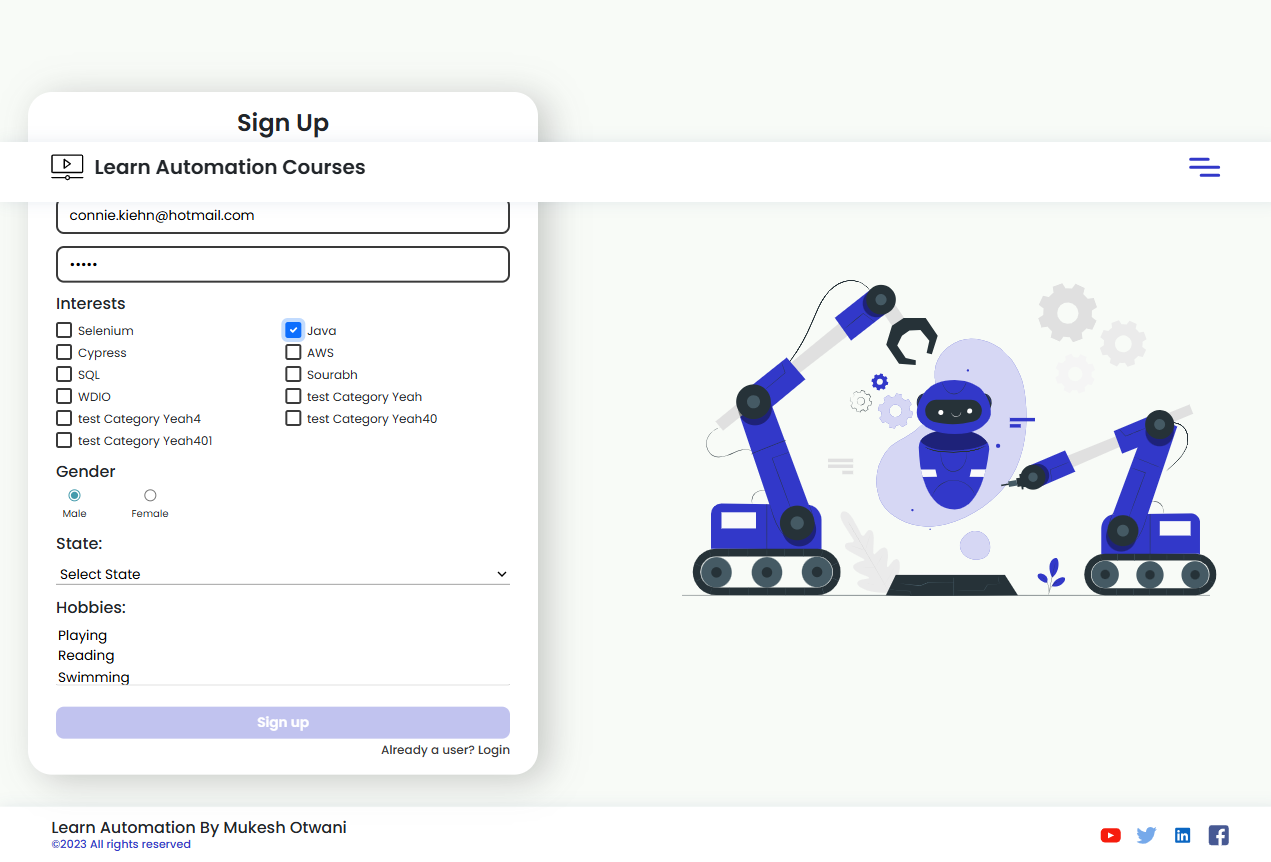 Sign Up
Learn Automation Courses
connie.kiehn@hotmail.com
•••••
Interests
Selenium
Java
Cypress
AWS
SQL
Sourabh
WDIO
test Category Yeah
test Category Yeah4
test Category Yeah40
test Category Yeah401
Gender
Male
Female
State:
Select State
Hobbies:
Playing
Reading
Swimming
Sign up
Already a user? Login
Learn Automation By Mukesh Otwani
©2023 All rights reserved